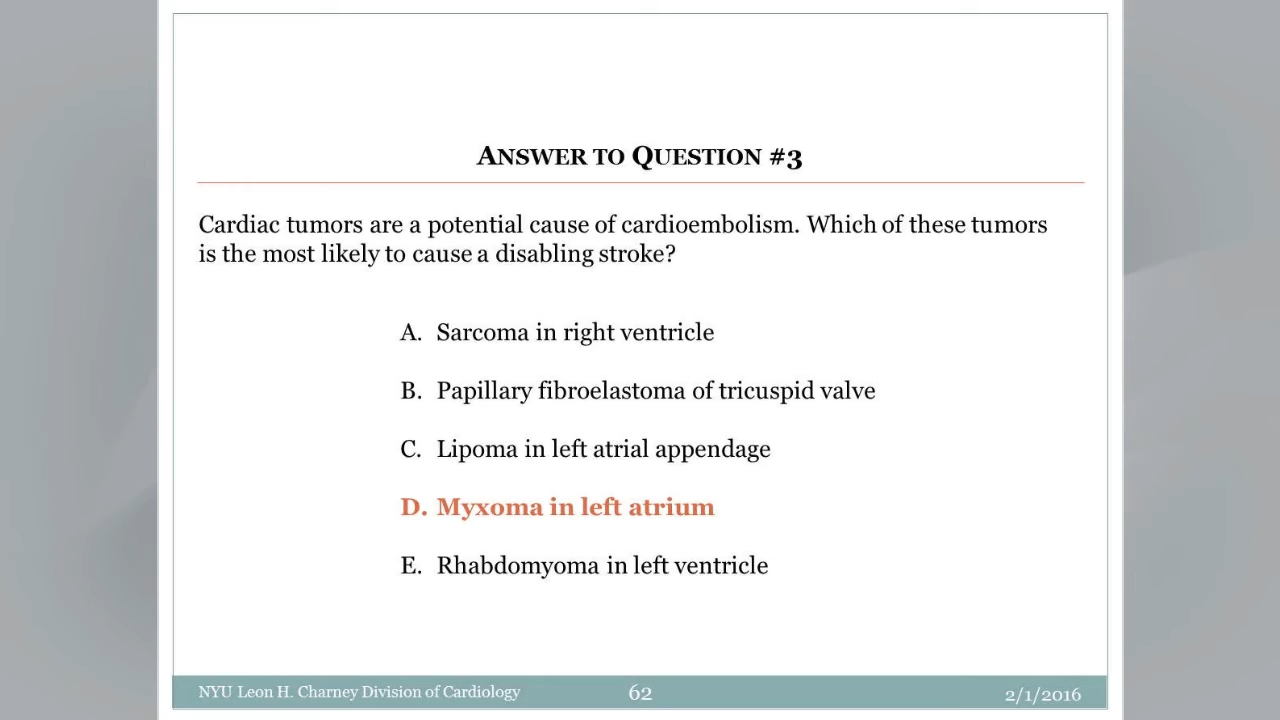 ANSWER TO QUESTION #3
Cardiac tumors are a potential cause of cardioembolism. Which of these tumors
is the most likely to cause a disabling stroke?
A. Sarcoma in right ventricle
B. Papillary fibroelastoma of tricuspid valve
C. Lipoma in left atrial appendage
D. Myxoma in left atrium
E. Rhabdomyoma in left ventricle
NYU Leon H. Charney Division of Cardiology 62 2/1/2016